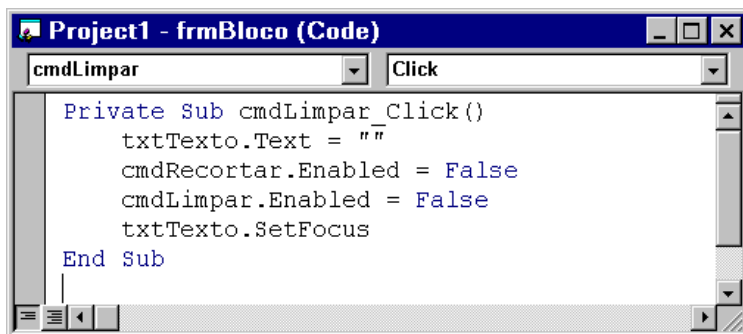 Project1 - frmBloco (Code)
cmdLimpar Click
Private Sub cmdLimpar_Click()
txtTexto.Text = ""
cmdRecortar.Enabled = False
cmdLimpar.Enabled = False
txtTexto.SetFocus
End Sub